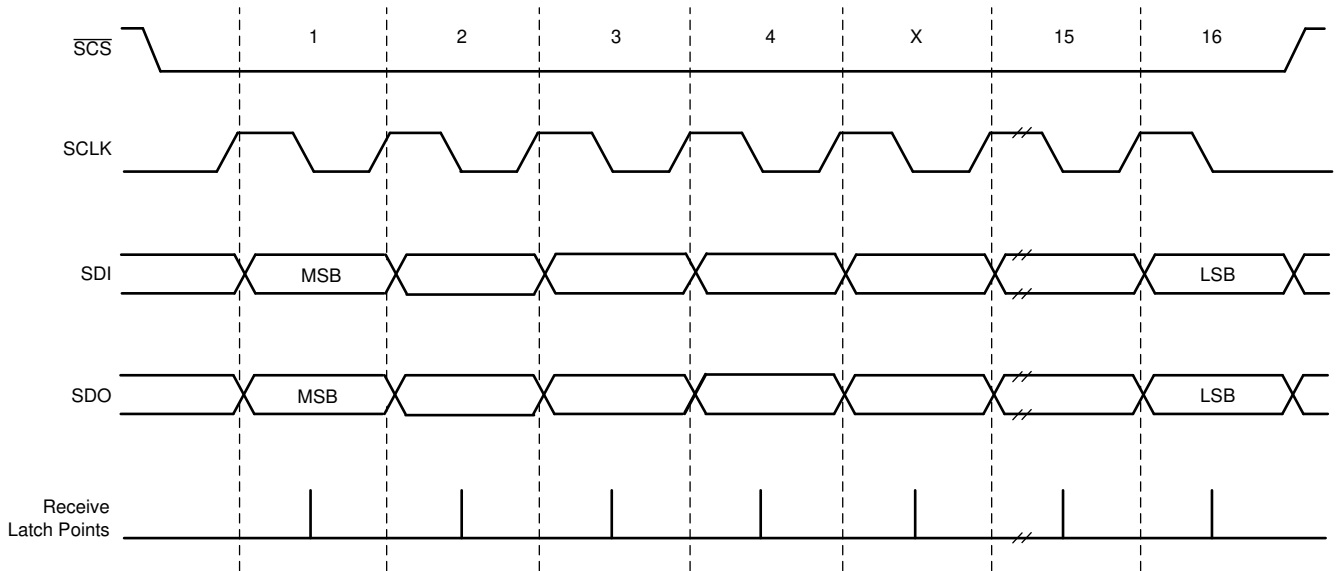 SCS
1 2 3 4 X 15 16
SCLK
SDI
MSB LSB
SDO
MSB LSB
Receive
Latch Points